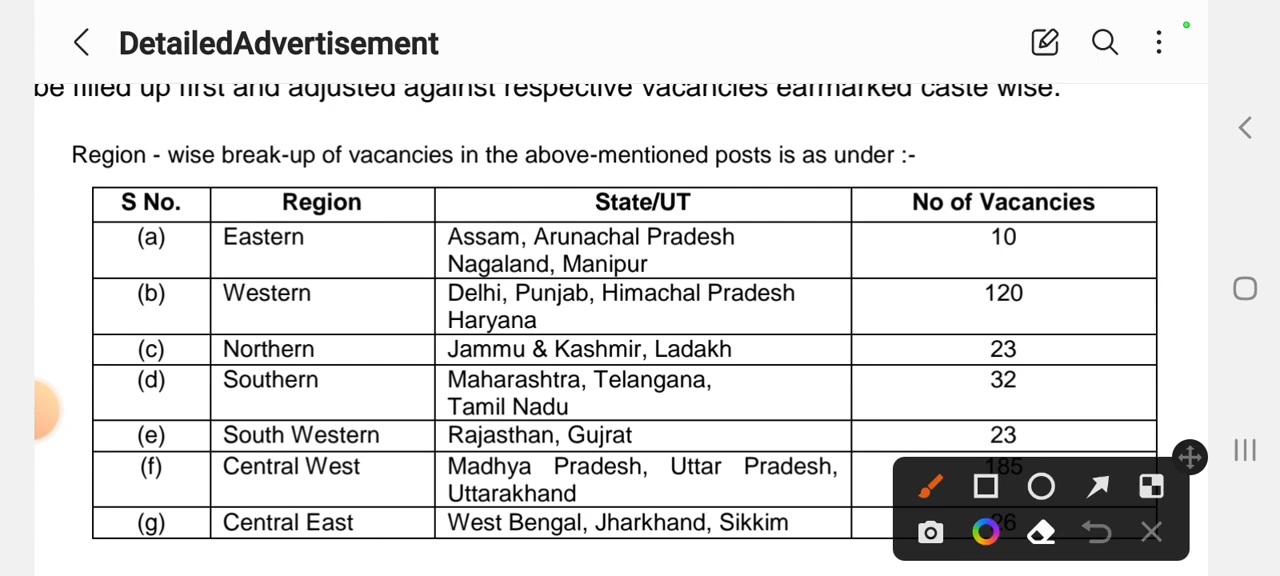 DetailedAdvertisement
be filled up first and adjusted against respective vacancies earmarked caste wise.
Region - wise break-up of vacancies in the above-mentioned posts is as under :-
S No. Region State/UT No of Vacancies
(a) Eastern Assam, Arunachal Pradesh 10
Nagaland, Manipur
(b) Western Delhi, Punjab, Himachal Pradesh 120
Haryana
(c) Northern Jammu & Kashmir, Ladakh 23
(d) Southern Maharashtra, Telangana, 32
Tamil Nadu
(e) South Western Rajasthan, Gujrat 23
(f) Central West Madhya Pradesh, Uttar Pradesh, 185
Uttarakhand
(g) Central East West Bengal, Jharkhand, Sikkim